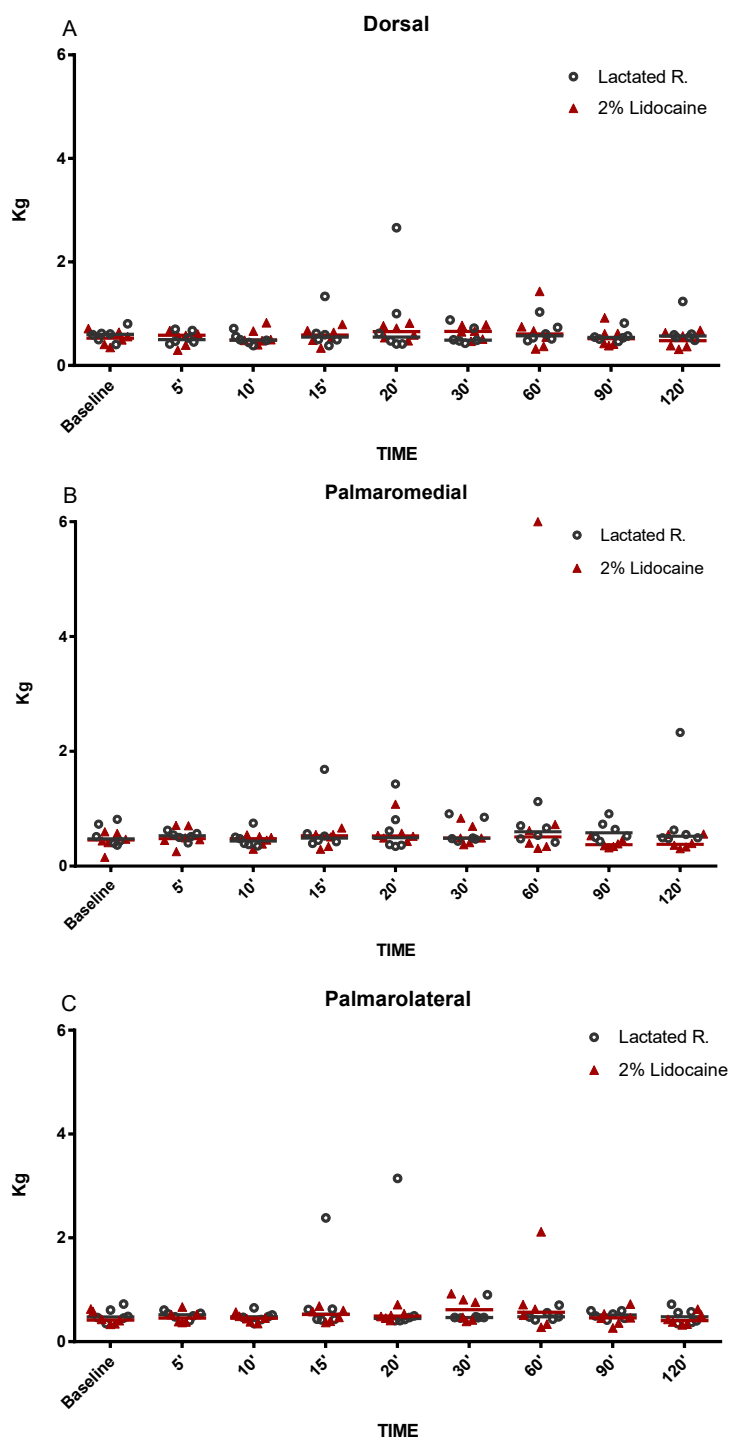 A
Dorsal
6
4
2
0
Kg
Lactated R.
2% Lidocaine
Baseline
5'
10'
15'
20'
30'
60'
90'
120'
TIME
B
Palmaromedial
6
4
2
0
Kg
Lactated R.
2% Lidocaine
Baseline
5'
10'
15'
20'
30'
60'
90'
120'
TIME
C
Palmarolateral
6
4
2
0
Kg
Lactated R.
2% Lidocaine
Baseline
5'
10'
15'
20'
30'
60'
90'
120'
TIME